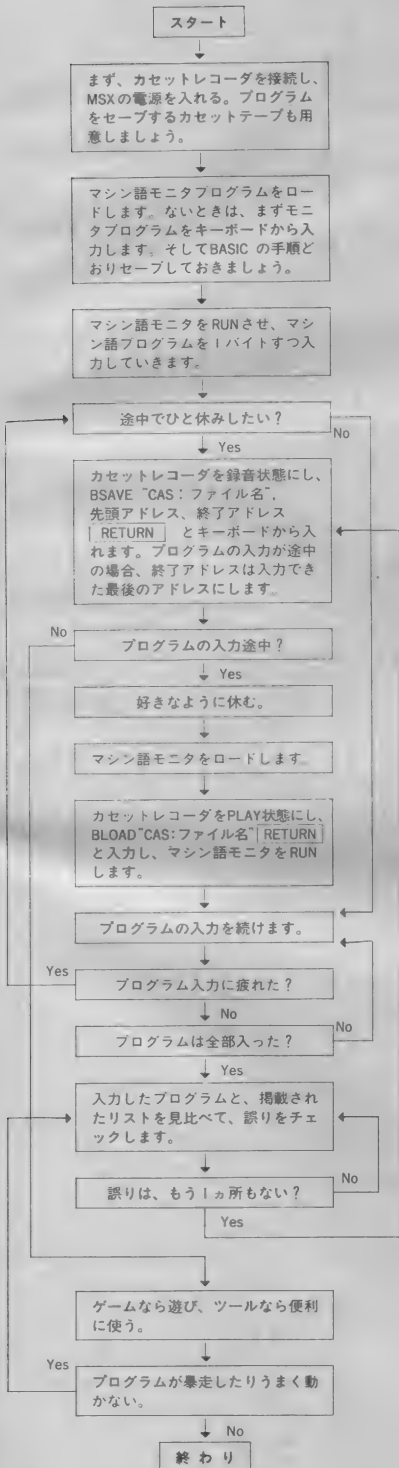 スタート
まず、カセットレコーダを接続し、
MSXの電源を入れる。プログラム
をセーブするカセットテープも用
意しましょう。
マシン語モニタプログラムをロー
ドします。ないときは、まずモニ
タプログラムをキーボードから入
力します。そしてBASIC の手順ど
おりセーブしておきましょう。
マシン語モニタをRUNさせ、マシ
ン語プログラムを1バイトずつ入
力していきます。
途中でひと休みしたい?
No
Yes
カセットレコーダを録音状態にし、
BSAVE "CAS:ファイル名",
先頭アドレス、終了アドレス
RETURN とキーボードから入
れます。プログラムの入力が途中
の場合、終了アドレスは入力でき
た最後のアドレスにします。
No
プログラムの入力途中?
Yes
好きなように休む。
マシン語モニタをロードします。
カセットレコーダをPLAY状態にし、
BLOAD"CAS:ファイル名" RETURN
と入力し、マシン語モニタをRUN
します。
プログラムの入力を続けます。
Yes
プログラム入力に疲れた?
No
プログラムは全部入った?
No
Yes
入力したプログラムと、掲載され
たリストを見比べて、誤りをチェ
ックします。
誤りは、もう1ヵ所もない?
No
Yes
ゲームなら遊び、ツールなら便利
に使う。
Yes
プログラムが暴走したりうまく動
かない。
No
終わり